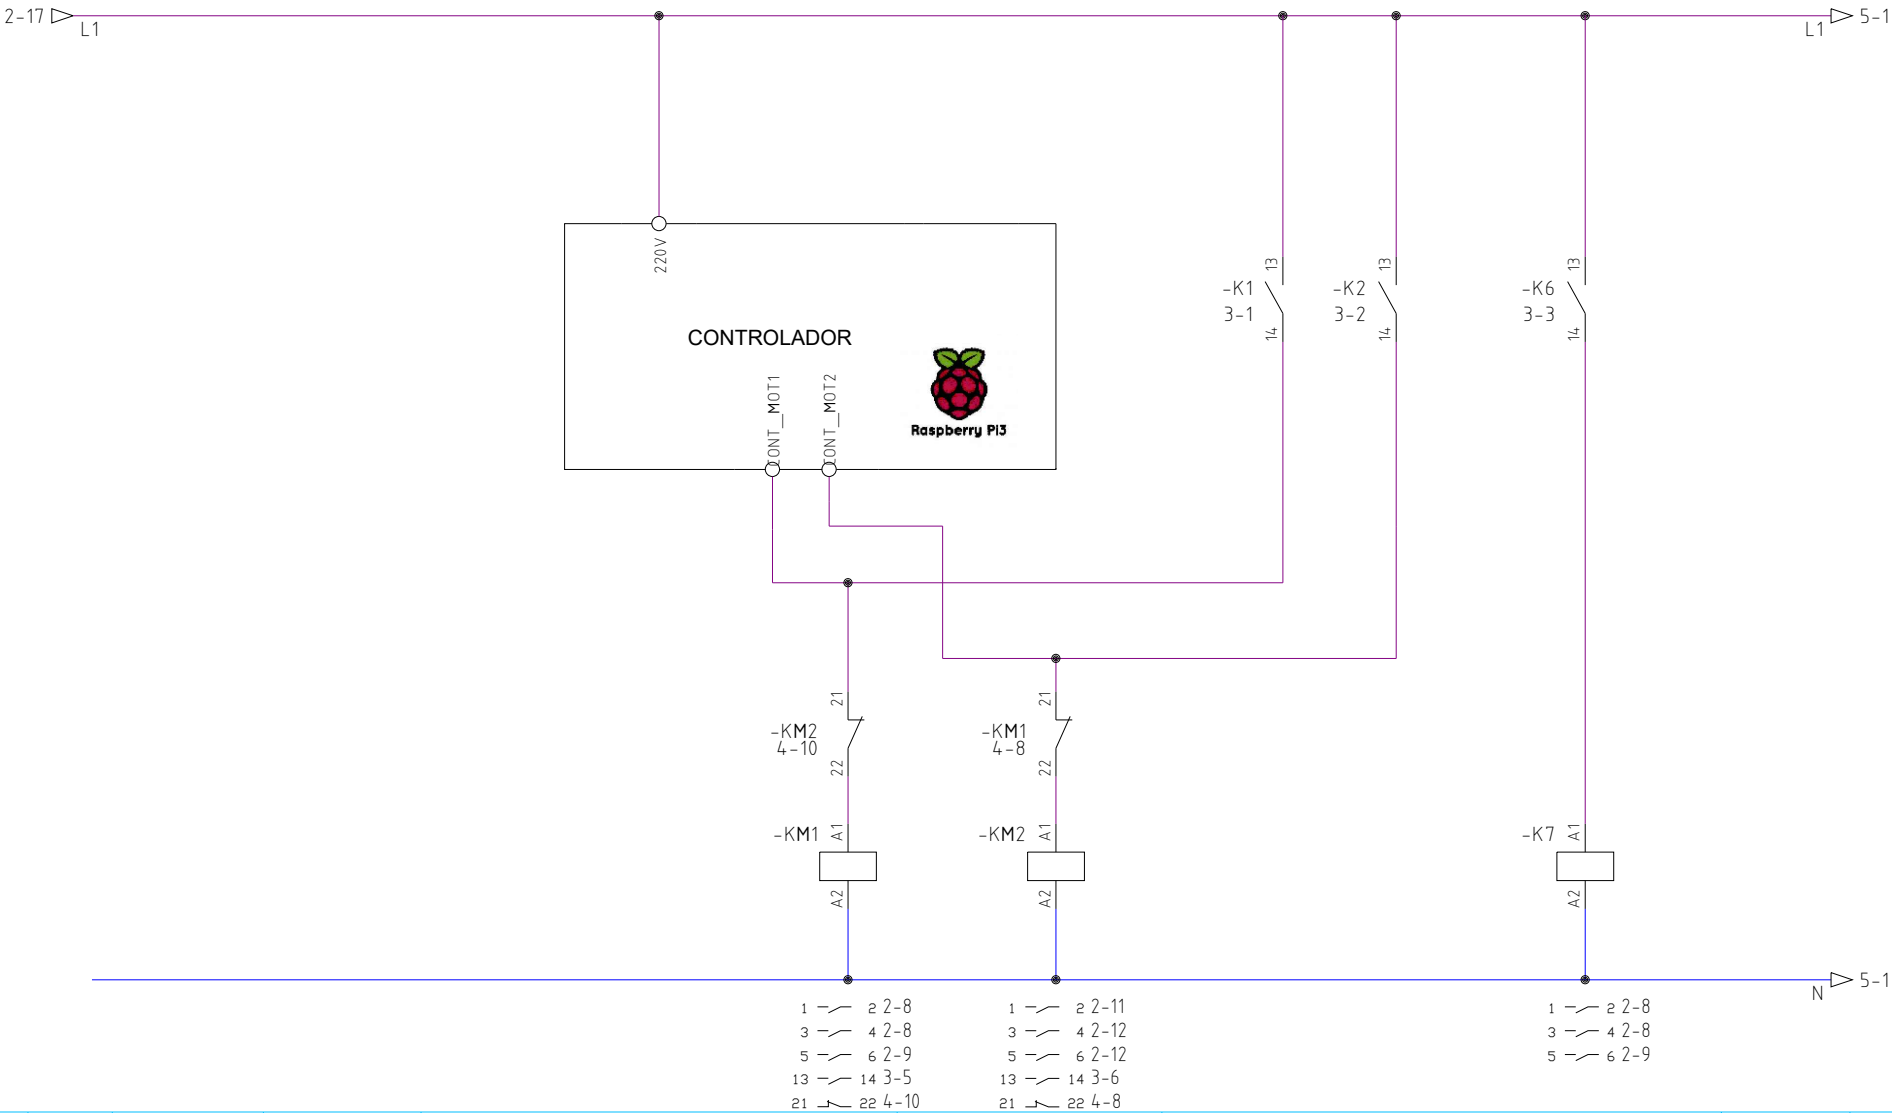 2-17
L1
L1
5-1
220V
CONTROLADOR
CONT_MOT1
CONT_MOT2
Raspberry PI3
-K1
3-1
13
14
-K2
3-2
13
14
-K6
3-3
13
14
-KM2
4-10
21
22
-KM1
4-8
21
22
-KM1
A1
A2
-KM2
A1
A2
-K7
A1
A2
N
5-1
1 2 2-8
3 4 2-8
5 6 2-9
13 14 3-5
21 22 4-10
1 2 2-11
3 4 2-12
5 6 2-12
13 14 3-6
21 22 4-8
1 2 2-8
3 4 2-8
5 6 2-9